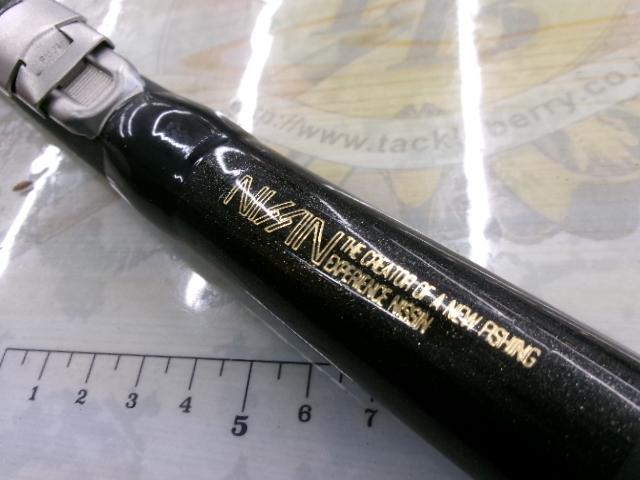 http://www.tackleberry.co.j
NISSIN
THE CREATOR OF A NEW FISHING
EXPERIENCE NISSIN
1 2 3 4 5 6 7